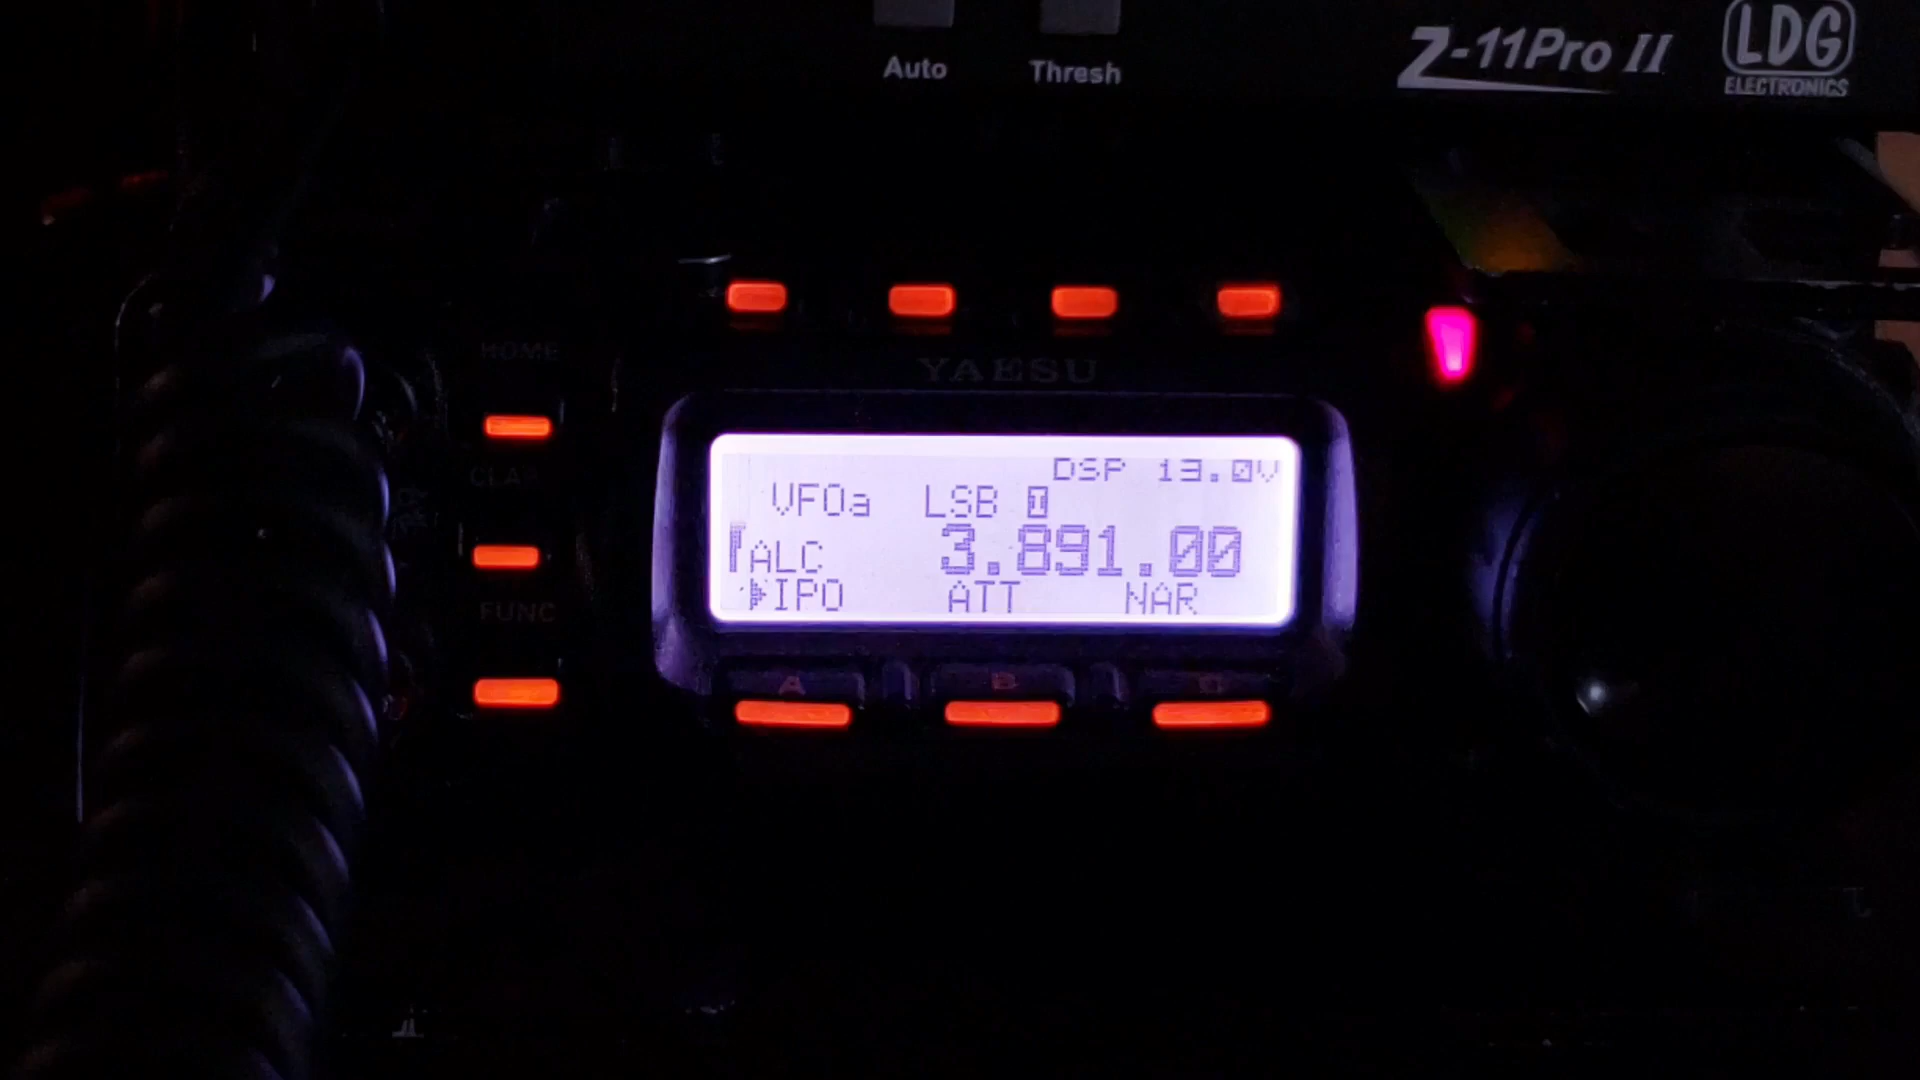 Auto Thresh Z-11Pro II LDG
ELECTRONICS
HOME
YAESU
DSP 13.0V
VFOa LSB
ALC 3.891.00
IPO ATT NAR
FUNC
A B C